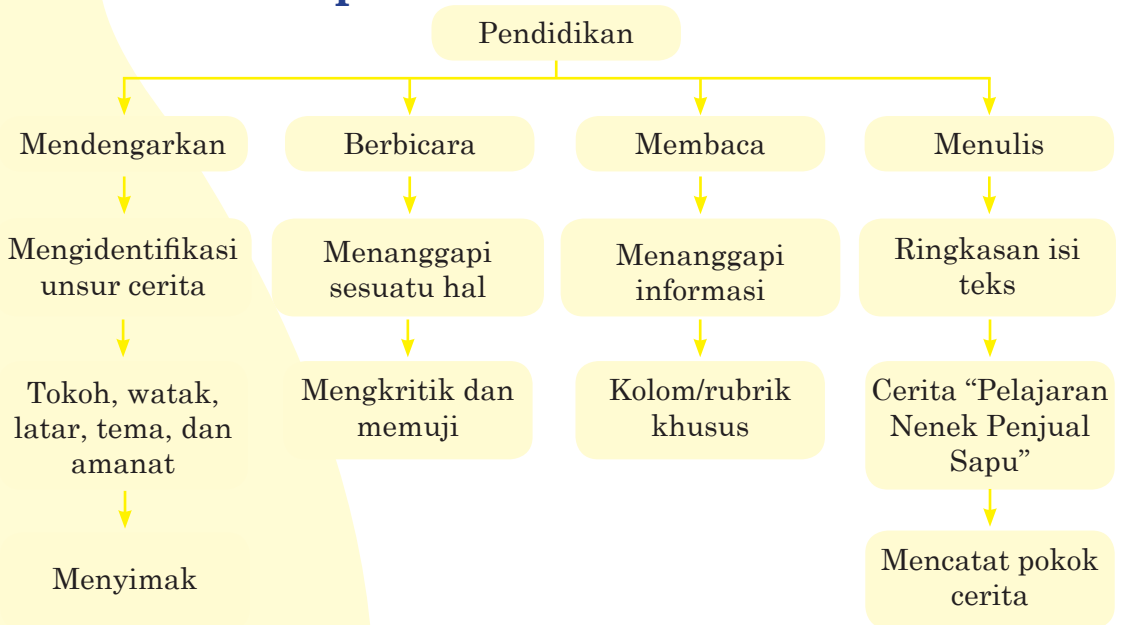 Pendidikan
Mendengarkan
Berbicara
Membaca
Menulis
Mengidentifikasi
unsur cerita
Menanggapi
sesuatu hal
Menanggapi
informasi
Ringkasan isi
teks
Tokoh, watak,
latar, tema, dan
amanat
Mengkritik dan
memuji
Kolom/rubrik
khusus
Cerita “Pelajaran
Nenek Penjual
Sapu”
Menyimak
Mencatat pokok
cerita